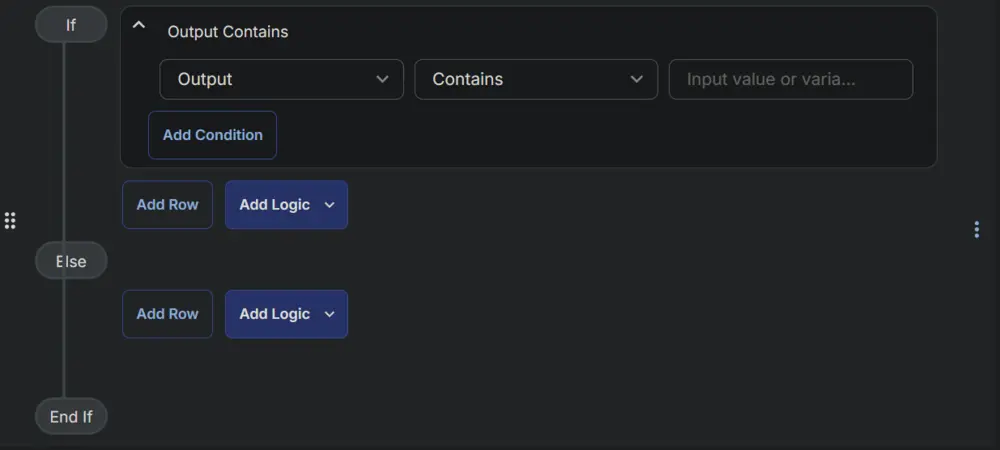 If
Output Contains
Output Contains Input value or varia...
Add Condition
Add Row Add Logic
Else
Add Row Add Logic
End If